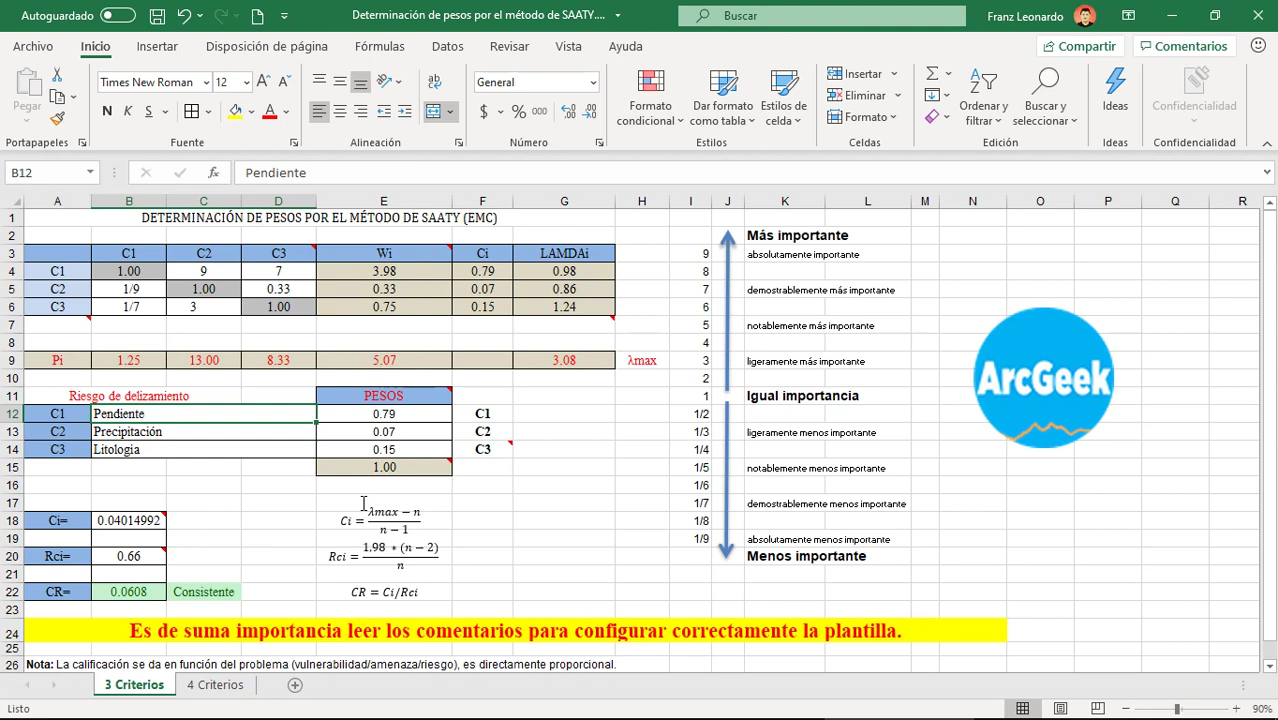 Autoguardado
Determinación de pesos por el método de SAATY....
Buscar
Franz Leonardo
Archivo Inicio Insertar Disposición de página Fórmulas Datos Revisar Vista Ayuda Compartir Comentarios
Pegar
Times New Roman 12
N K S
General
$ % 000
Formato condicional
Dar formato como tabla
Estilos de celda
Insertar
Eliminar
Formato
Ordenar y filtrar
Buscar y seleccionar
Ideas
Confidencialidad
Portapapeles Fuente Alineación Número Estilos Celdas Edición Ideas Confidencialidad
B12 fx Pendiente
A B C D E F G H I J K L M N O P Q R
1 DETERMINACIÓN DE PESOS POR EL MÉTODO DE SAATY (EMC)
2 Más importante
3 C1 C2 C3 Wi Ci LAMDAi 9 absolutamente importante
4 C1 1.00 9 7 3.98 0.79 0.98 8
5 C2 1/9 1.00 0.33 0.33 0.07 0.86 7 demostrablemente más importante
6 C3 1/7 3 1.00 0.75 0.15 1.24 6
7 5 notablemente más importante
8 4
9 Pi 1.25 13.00 8.33 5.07 3.08 λmax 3 ligeramente más importante
10 2
11 Riesgo de delizamiento PESOS 1 Igual importancia
12 C1 Pendiente 0.79 C1 1/2
13 C2 Precipitación 0.07 C2 1/3 ligeramente menos importante
14 C3 Litologia 0.15 C3 1/4
15 1.00 1/5 notablemente menos importante
16 1/6
17 1/7 demostrablemente menos importante
18 Ci= 0.04014992 Ci = λmax − n / n − 1 1/8
19 1/9 absolutamente menos importante
20 Rci= 0.66 Rci = 1,98 * (n − 2) / n Menos importante
21
22 CR= 0.0608 Consistente CR = Ci/Rci
23
24 Es de suma importancia leer los comentarios para configurar correctamente la plantilla.
25
26 Nota: La calificación se da en función del problema (vulnerabilidad/amenaza/riesgo), es directamente proporcional.
ArcGeek
3 Criterios 4 Criterios
Listo 90%